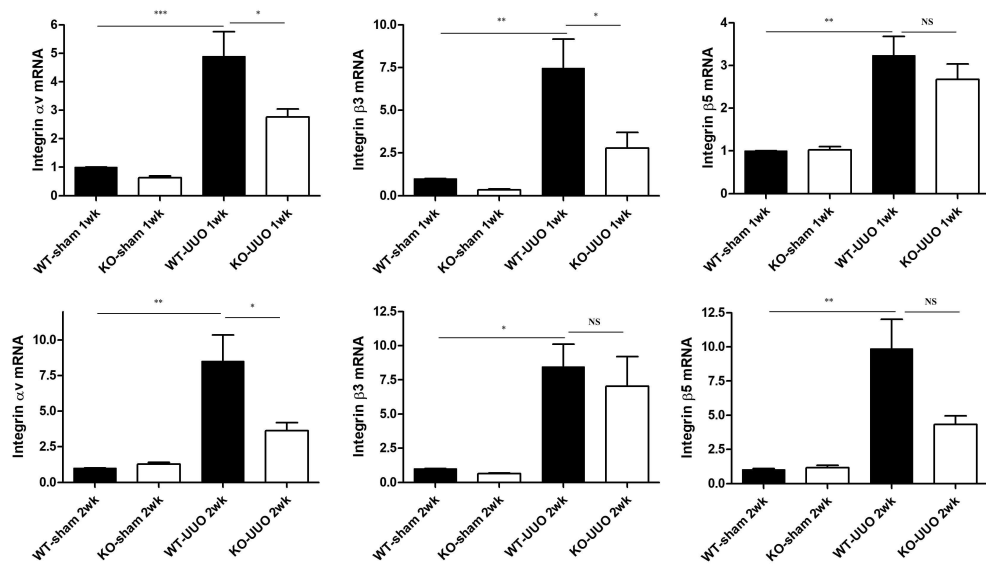 *** *
Integrin αv mRNA
6
5
4
3
2
1
0
WT-sham 1wk
KO-sham 1wk
WT-UUO 1wk
KO-UUO 1wk
** *
Integrin β3 mRNA
10.0
7.5
5.0
2.5
0.0
WT-sham 1wk
KO-sham 1wk
WT-UUO 1wk
KO-UUO 1wk
** NS
Integrin β5 mRNA
5
4
3
2
1
0
WT-sham 1wk
KO-sham 1wk
WT-UUO 1wk
KO-UUO 1wk
** *
Integrin αv mRNA
10.0
7.5
5.0
2.5
0.0
WT-sham 2wk
KO-sham 2wk
WT-UUO 2wk
KO-UUO 2wk
* NS
Integrin β3 mRNA
12.5
10.0
7.5
5.0
2.5
0.0
WT-sham 2wk
KO-sham 2wk
WT-UUO 2wk
KO-UUO 2wk
** NS
Integrin β5 mRNA
12.5
10.0
7.5
5.0
2.5
0.0
WT-sham 2wk
KO-sham 2wk
WT-UUO 2wk
KO-UUO 2wk